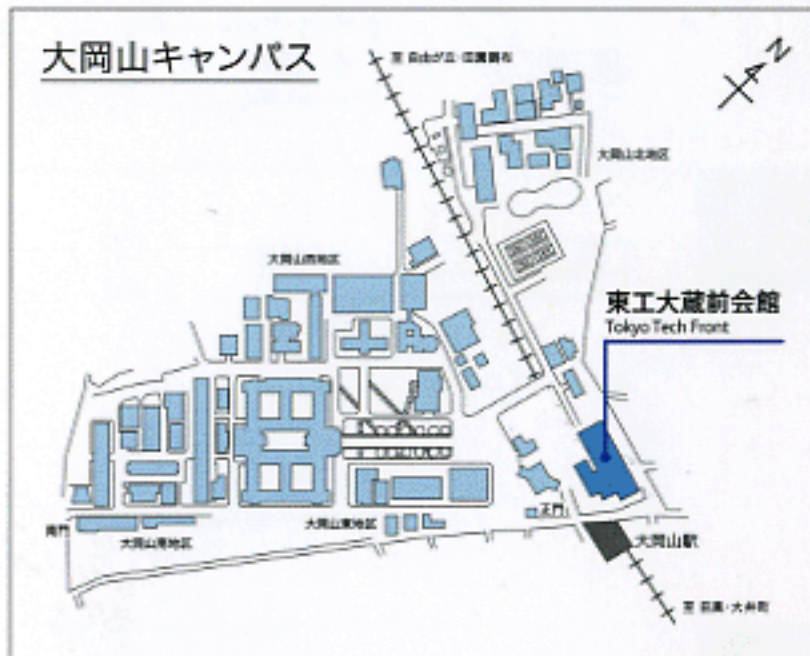 大岡山キャンパス
至 自由が丘・田園調布
N
大岡山北地区
大岡山西地区
東工大蔵前会館
Tokyo Tech Front
正門
南門
大岡山東地区
大岡山南地区
大岡山駅
至 目黒・大井町